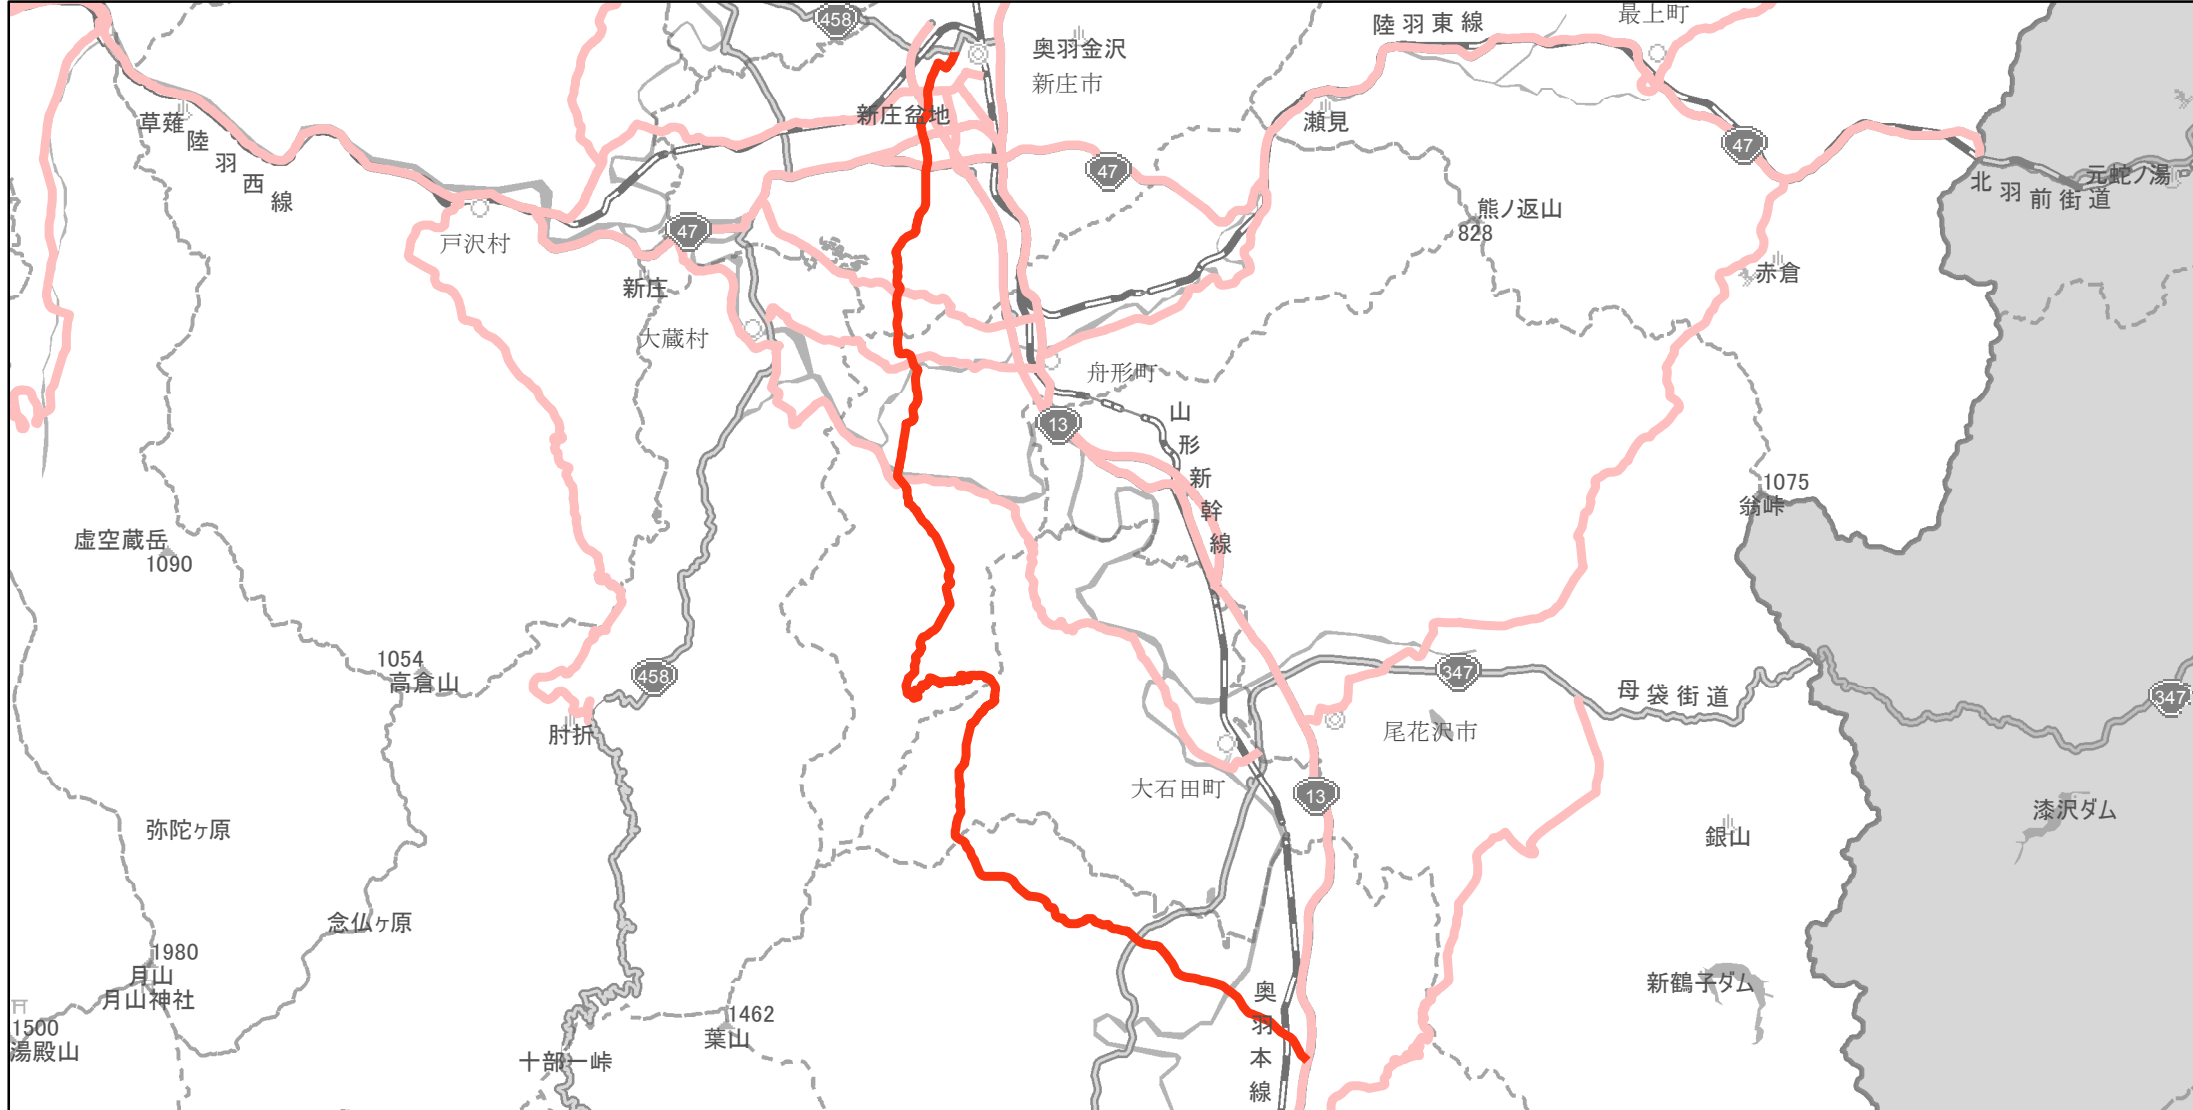 458
陸羽東線
最上町
奥羽金沢
新庄市
草薙
新庄盆地
瀬見
陸羽西線
47
47
47
元蛇ノ湯
北羽前街道
戸沢村
熊ノ返山
828
新庄
赤倉
大蔵村
舟形町
山形新幹線
13
1075
翁峠
虚空蔵岳
1090
1054
高倉山
458
347
母袋街道
347
肘折
尾花沢市
大石田町
13
弥陀ヶ原
銀山
漆沢ダム
念仏ヶ原
1980
月山
月山神社
新鶴子ダム
奥羽本線
1462
葉山
1500
湯殿山
十部一峠